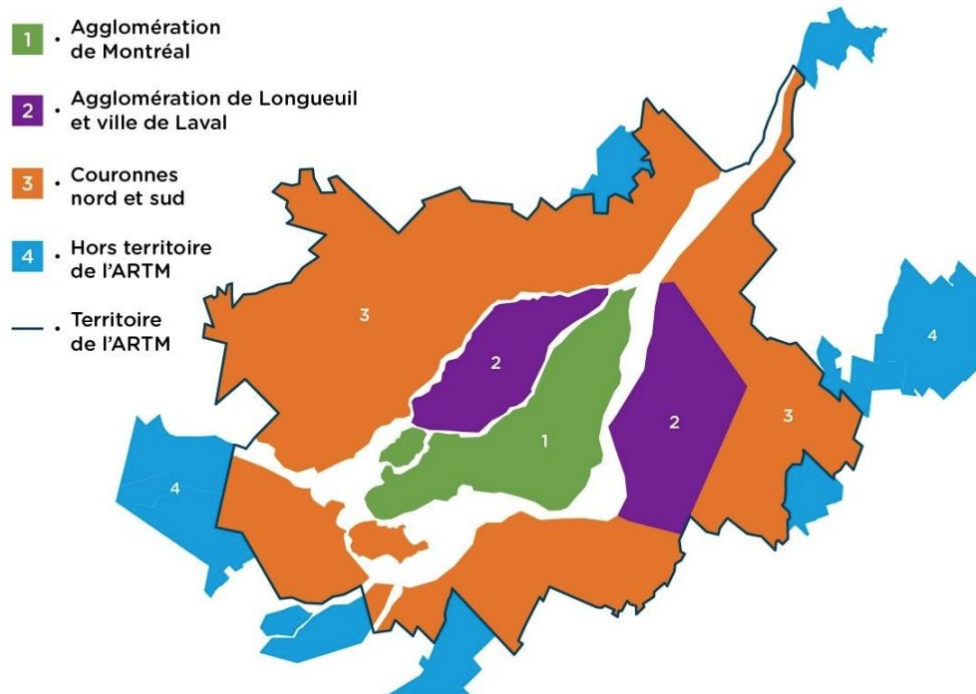 1 • Agglomération
de Montréal
2 • Agglomération de Longueuil
et ville de Laval
3 • Couronnes
nord et sud
4 • Hors territoire
de l’ARTM
• Territoire
de l’ARTM
3
2
1
2
3
4
4